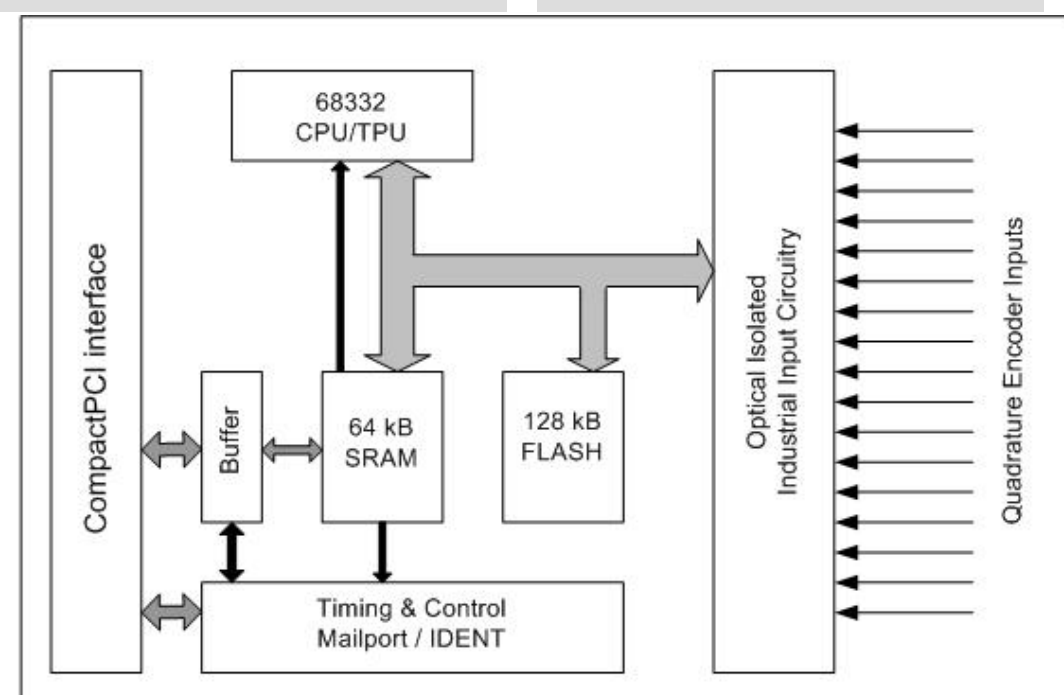 68332
CPU/TPU
CompactPCI interface
Buffer
64 kB
SRAM
128 kB
FLASH
Timing & Control
Mailport / IDENT
Optical Isolated
Industrial Input Circuitry
Quadrature Encoder Inputs